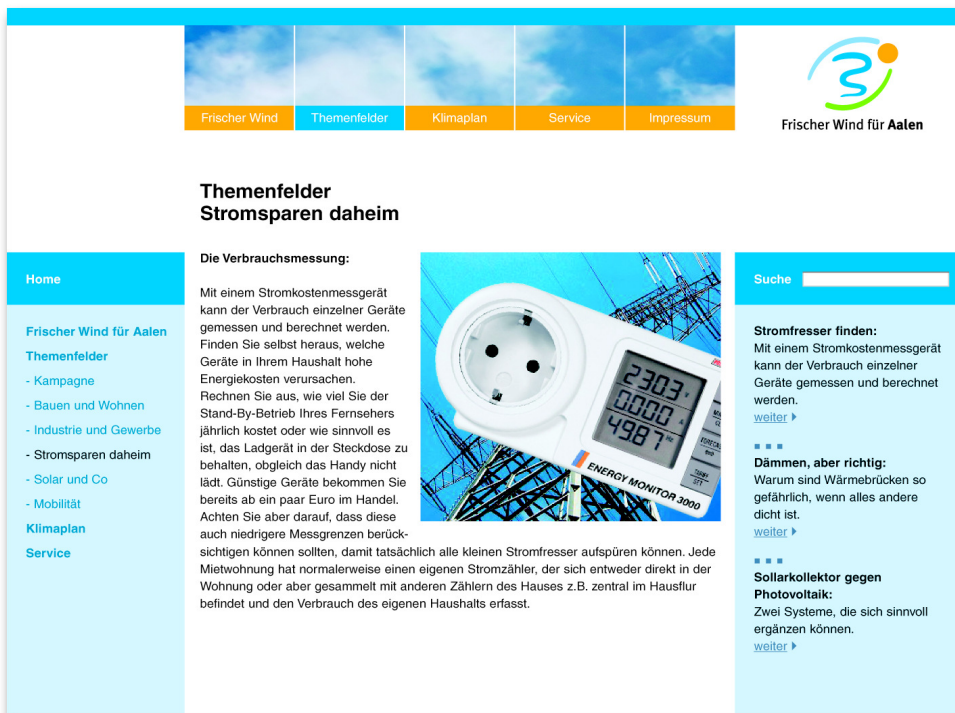 Frischer Wind
Themenfelder
Klimaplan
Service
Impressum
Frischer Wind für Aalen
Themenfelder
Stromsparen daheim
Home
Frischer Wind für Aalen
Themenfelder
- Kampagne
- Bauen und Wohnen
- Industrie und Gewerbe
- Stromsparen daheim
- Solar und Co
- Mobilität
Klimaplan
Service
Die Verbrauchsmessung:
Mit einem Stromkostenmessgerät
kann der Verbrauch einzelner Geräte
gemessen und berechnet werden.
Finden Sie selbst heraus, welche
Geräte in Ihrem Haushalt hohe
Energiekosten verursachen.
Rechnen Sie aus, wie viel Sie der
Stand-By-Betrieb Ihres Fernsehers
jährlich kostet oder wie sinnvoll es
ist, das Ladgerät in der Steckdose zu
behalten, obgleich das Handy nicht
lädt. Günstige Geräte bekommen Sie
bereits ab ein paar Euro im Handel.
Achten Sie aber darauf, dass diese
auch niedrigere Messgrenzen berück-
sichtigen können sollten, damit tatsächlich alle kleinen Stromfresser aufspüren können. Jede
Mietwohnung hat normalerweise einen eigenen Stromzähler, der sich entweder direkt in der
Wohnung oder aber gesammelt mit anderen Zählern des Hauses z.B. zentral im Hausflur
befindet und den Verbrauch des eigenen Haushalts erfasst.
230.3
0.000
49.87
ENERGY MONITOR 3000
Suche
Stromfresser finden:
Mit einem Stromkostenmessgerät
kann der Verbrauch einzelner
Geräte gemessen und berechnet
werden.
weiter
Dämmen, aber richtig:
Warum sind Wärmebrücken so
gefährlich, wenn alles andere
dicht ist.
weiter
Sollarkollektor gegen
Photovoltaik:
Zwei Systeme, die sich sinnvoll
ergänzen können.
weiter